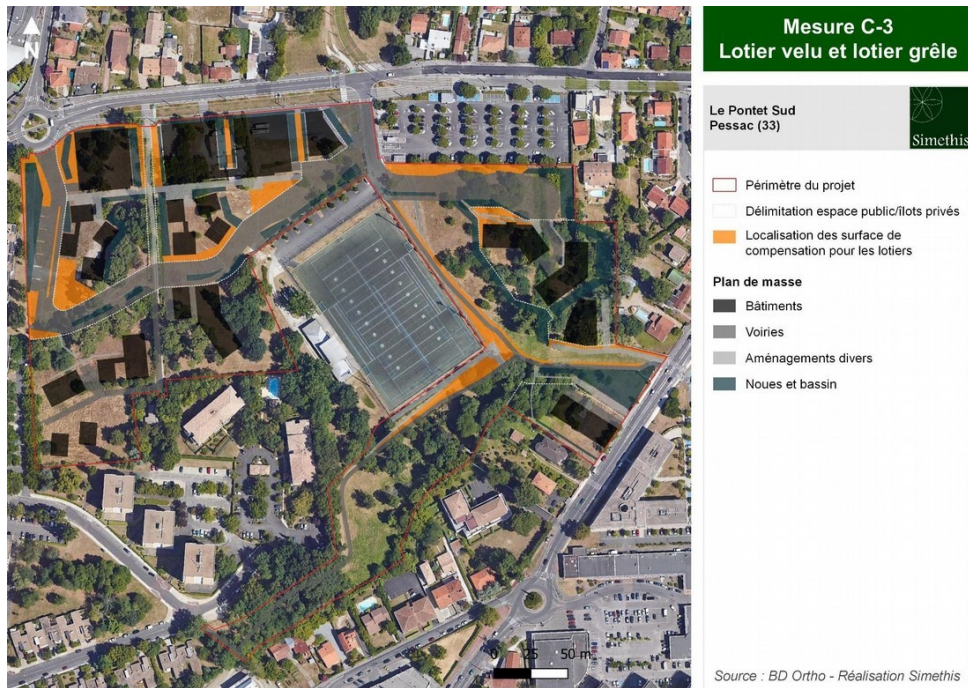 N
Mesure C-3
Lotier velu et lotier grêle
Le Pontet Sud
Pessac (33)
Simethis
Périmètre du projet
Délimitation espace public/îlots privés
Localisation des surface de
compensation pour les lotiers
Plan de masse
Bâtiments
Voiries
Aménagements divers
Noues et bassin
0 25 50 m
Source : BD Ortho - Réalisation Simethis